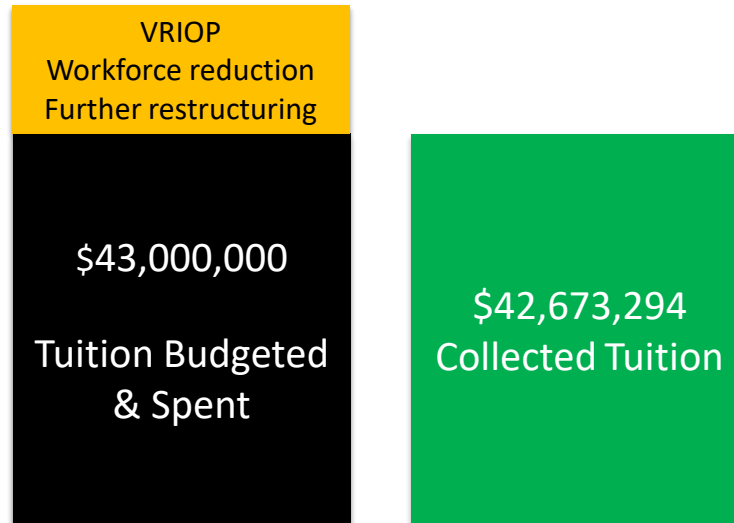 VRIOP
Workforce reduction
Further restructuring
$43,000,000
Tuition Budgeted
& Spent
$42,673,294
Collected Tuition